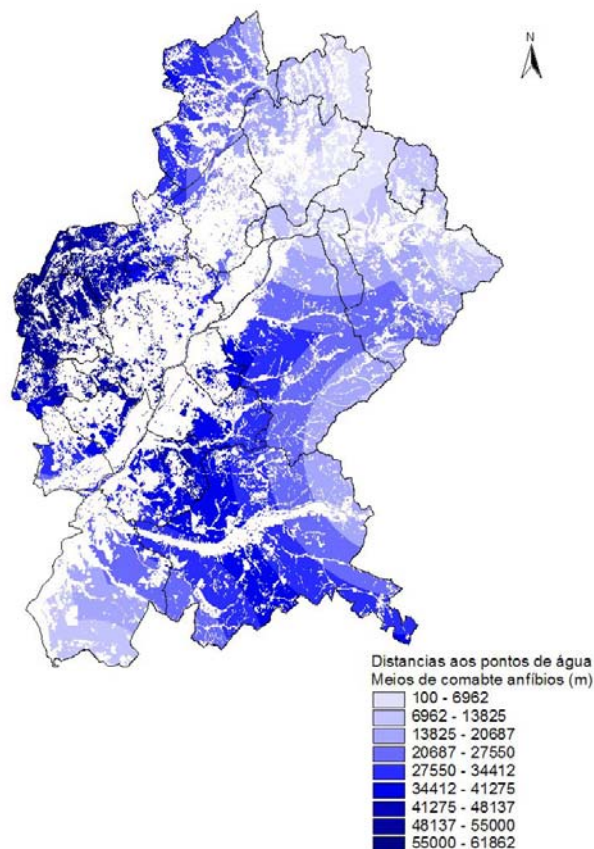 N
Distancias aos pontos de água
Meios de comabte anfíbios (m)
100 - 6962
6962 - 13825
13825 - 20687
20687 - 27550
27550 - 34412
34412 - 41275
41275 - 48137
48137 - 55000
55000 - 61862